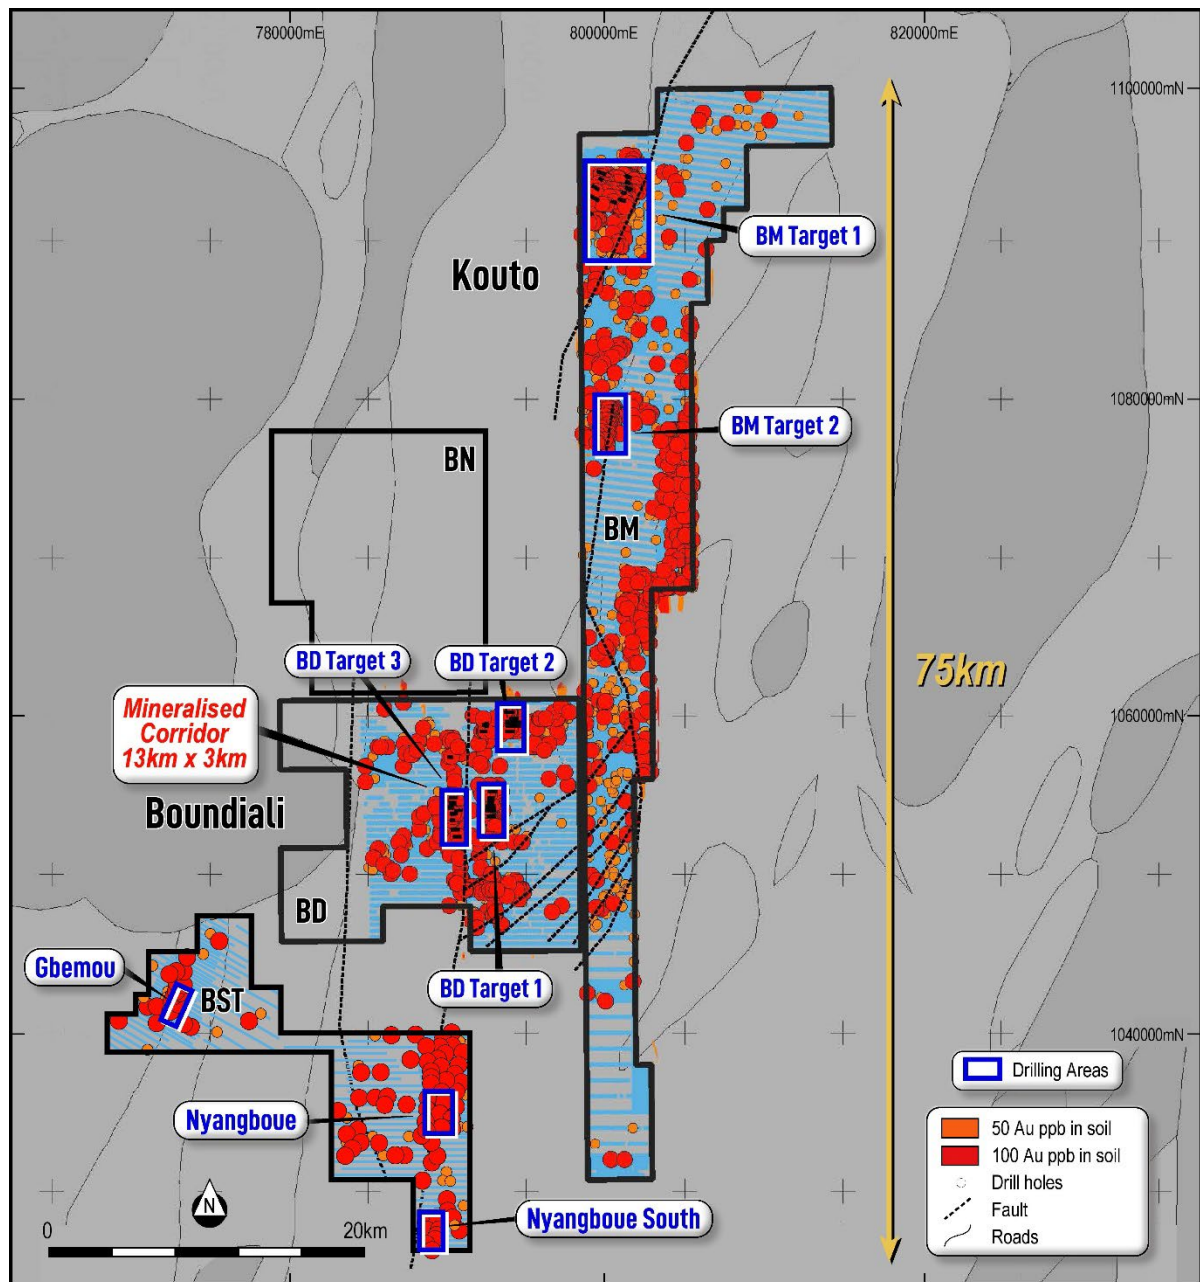 780000mE
800000mE
820000mE
1100000mN
BM Target 1
Kouto
1080000mN
BM Target 2
BN
BM
BD Target 3
BD Target 2
75km
Mineralised
Corridor
13km x 3km
1060000mN
Boundiali
BD
Gbemou
BST
BD Target 1
1040000mN
Drilling Areas
Nyangboue
50 Au ppb in soil
100 Au ppb in soil
Drill holes
Fault
Roads
N
Nyangboue South
0
20km